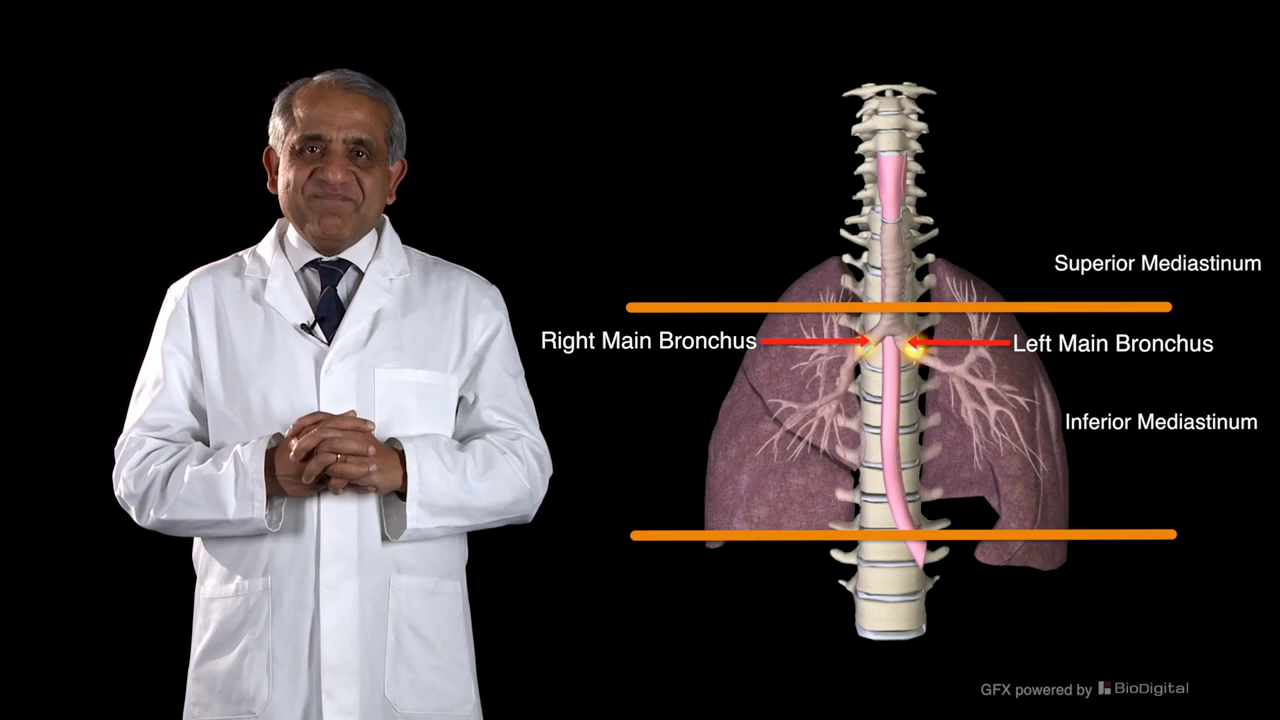 Superior Mediastinum
Right Main Bronchus
Left Main Bronchus
Inferior Mediastinum
GFX powered by BioDigital